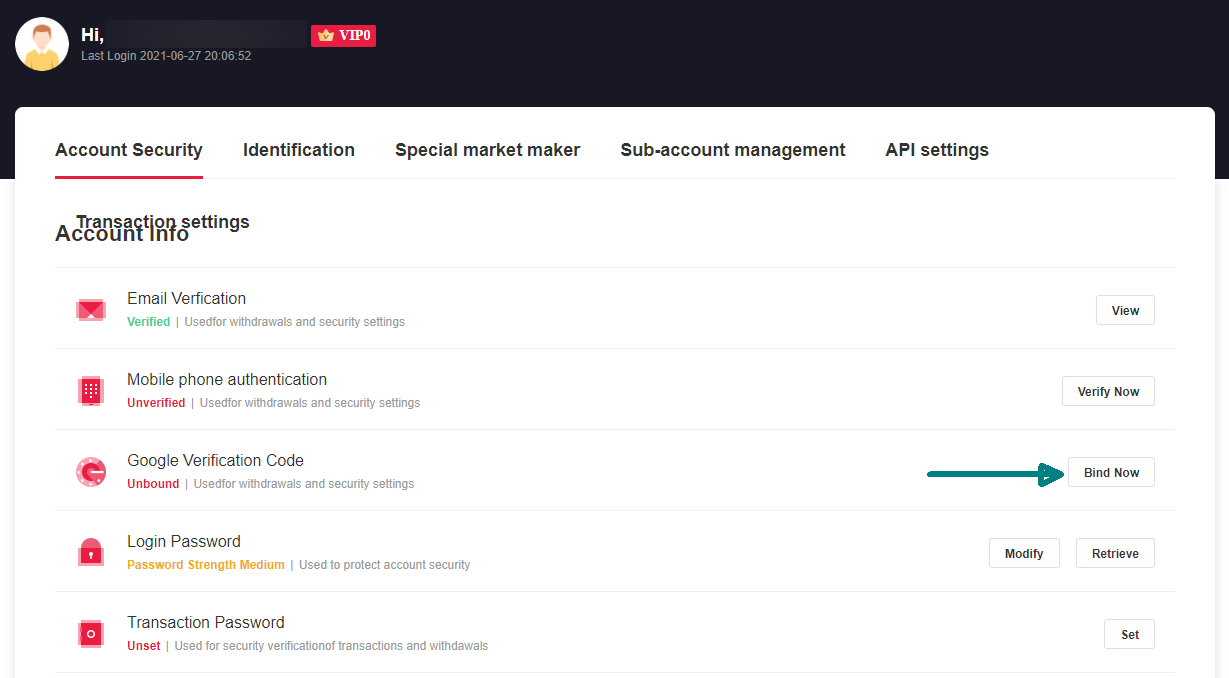 Hi,
VIP0
Last Login 2021-06-27 20:06:52
Account Security
Identification
Special market maker
Sub-account management
API settings
Transaction settings
Account Info
Email Verfication
Verified | Usedfor withdrawals and security settings
View
Mobile phone authentication
Unverified | Usedfor withdrawals and security settings
Verify Now
Google Verification Code
Unbound | Usedfor withdrawals and security settings
Bind Now
Login Password
Password Strength Medium | Used to protect account security
Modify
Retrieve
Transaction Password
Unset | Used for security verificationof transactions and withdawals
Set